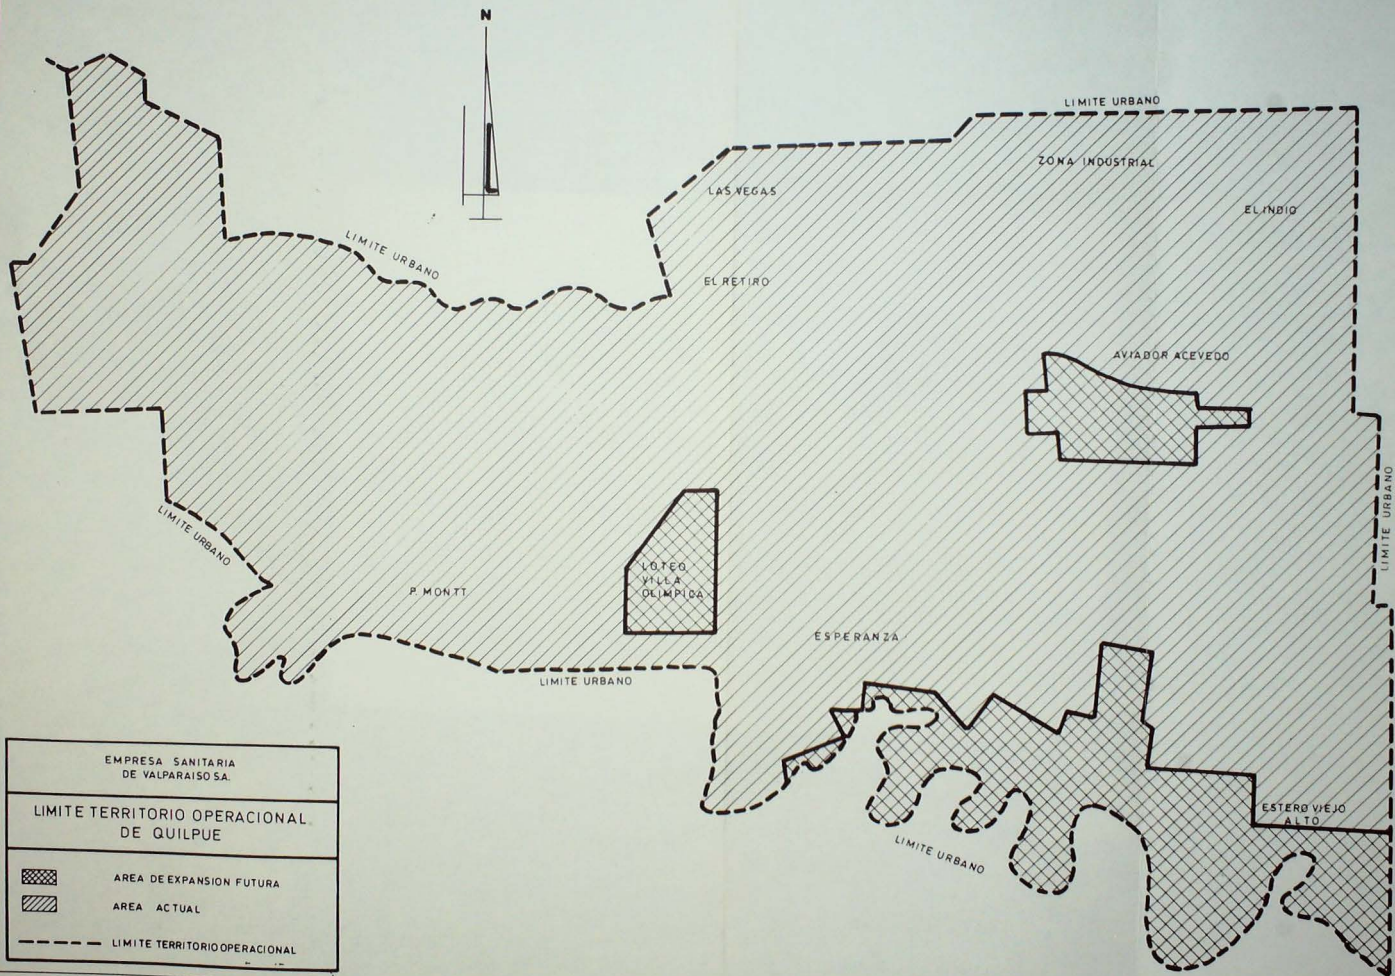 N
LIMITE URBANO
ZONA INDUSTRIAL
LAS VEGAS
EL INDIO
LIMITE URBANO
EL RETIRO
AVIADOR ACEVEDO
LIMITE URBANO
LIMITE URBANO
LOTEO
VILLA
OLIMPICA
P. MONTT
ESPERANZA
LIMITE URBANO
ESTERO VIEJO
ALTO
LIMITE URBANO
EMPRESA SANITARIA
DE VALPARAISO S.A.
LIMITE TERRITORIO OPERACIONAL
DE QUILPUE
AREA DE EXPANSION FUTURA
AREA ACTUAL
LIMITE TERRITORIO OPERACIONAL